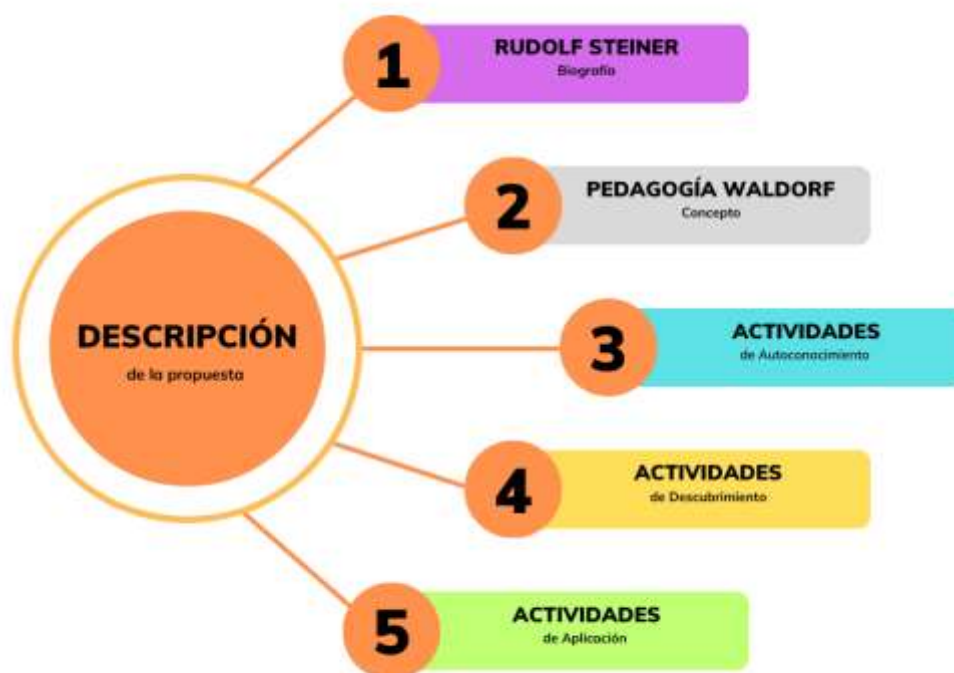 DESCRIPCIÓN
de la propuesta
1
RUDOLF STEINER
Biografía
2
PEDAGOGÍA WALDORF
Concepto
3
ACTIVIDADES
de Autoconocimiento
4
ACTIVIDADES
de Descubrimiento
5
ACTIVIDADES
de Aplicación